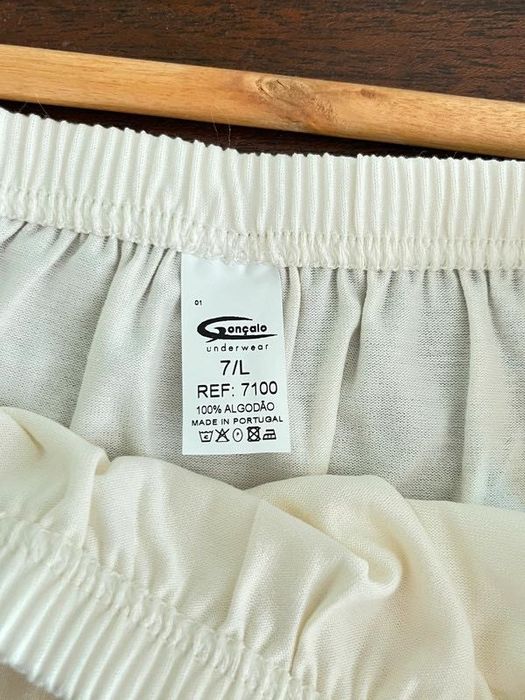 01
Gonçalo
underwear
7/L
REF: 7100
100% ALGODÃO
MADE IN PORTUGAL